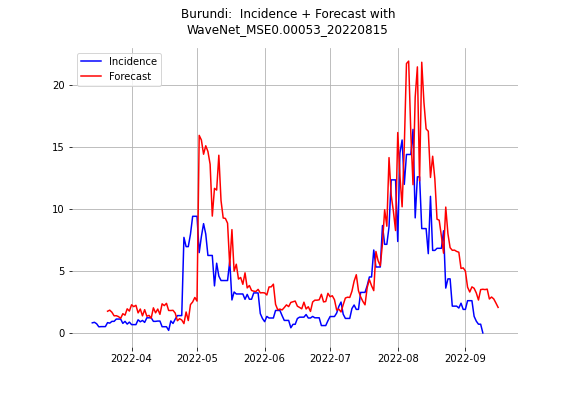 Burundi:  Incidence + Forecast with
WaveNet_MSE0.00053_20220815
Incidence
Forecast
20
15
10
5
0
2022-04 2022-05 2022-06 2022-07 2022-08 2022-09